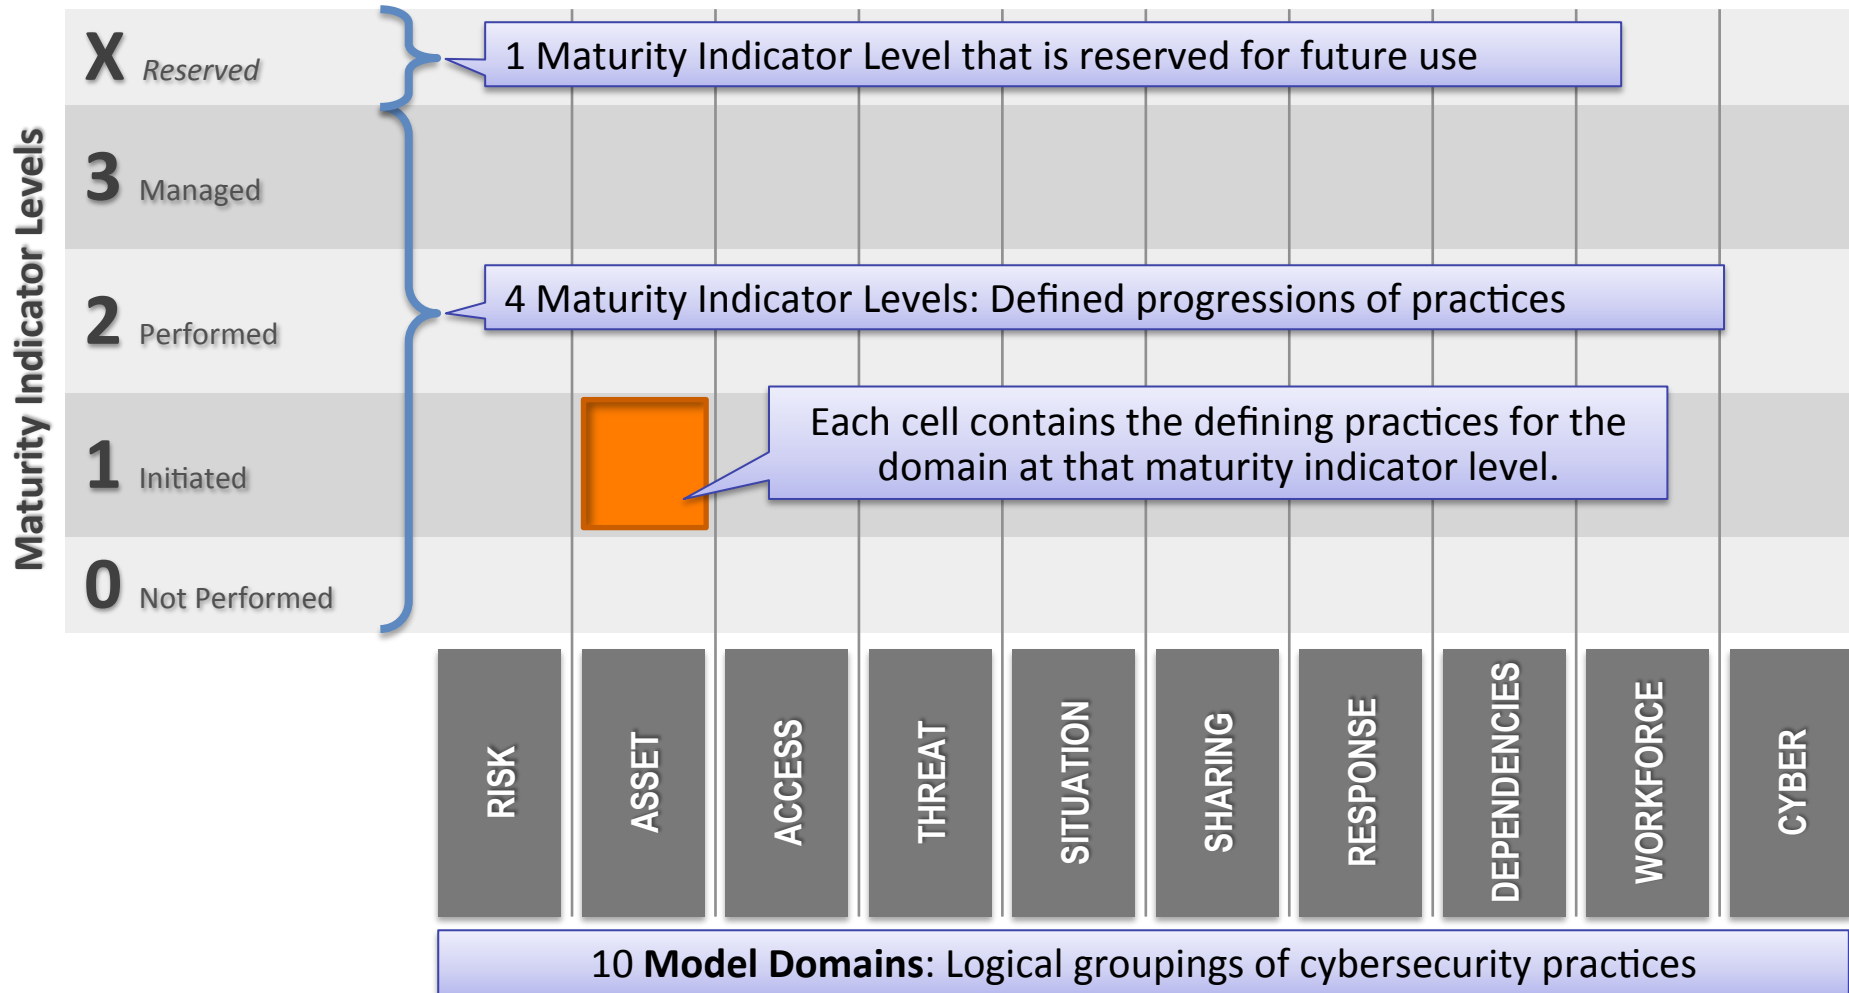 Maturity Indicator Levels
X Reserved
1 Maturity Indicator Level that is reserved for future use
3 Managed
2 Performed
4 Maturity Indicator Levels: Defined progressions of practices
1 Initiated
Each cell contains the defining practices for the
domain at that maturity indicator level.
0 Not Performed
RISK
ASSET
ACCESS
THREAT
SITUATION
SHARING
RESPONSE
DEPENDENCIES
WORKFORCE
CYBER
10 Model Domains: Logical groupings of cybersecurity practices